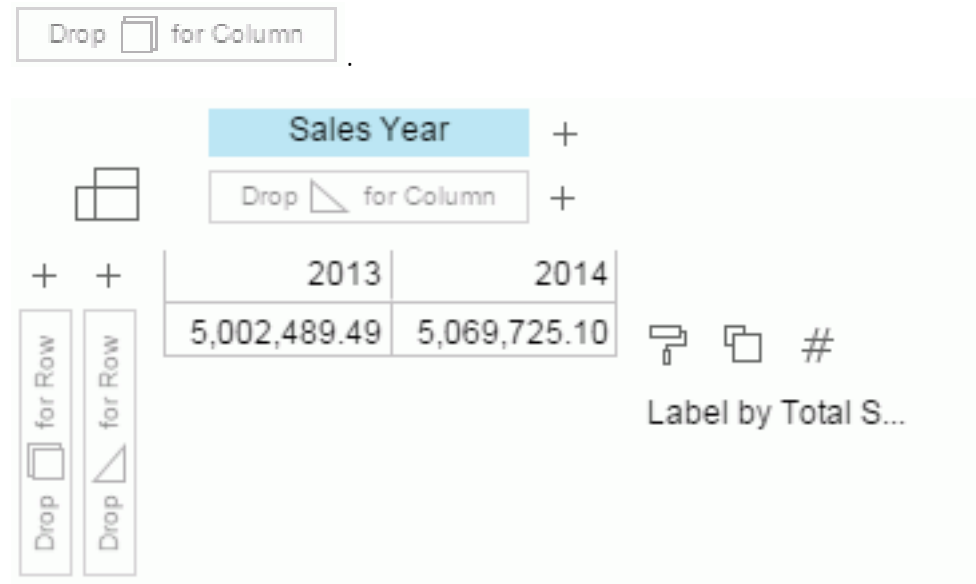 Drop for Column
.
Sales Year +
Drop for Column +
+ +
2013 2014
5,002,489.49 5,069,725.10
#
Label by Total S...
Drop for Row
Drop for Row